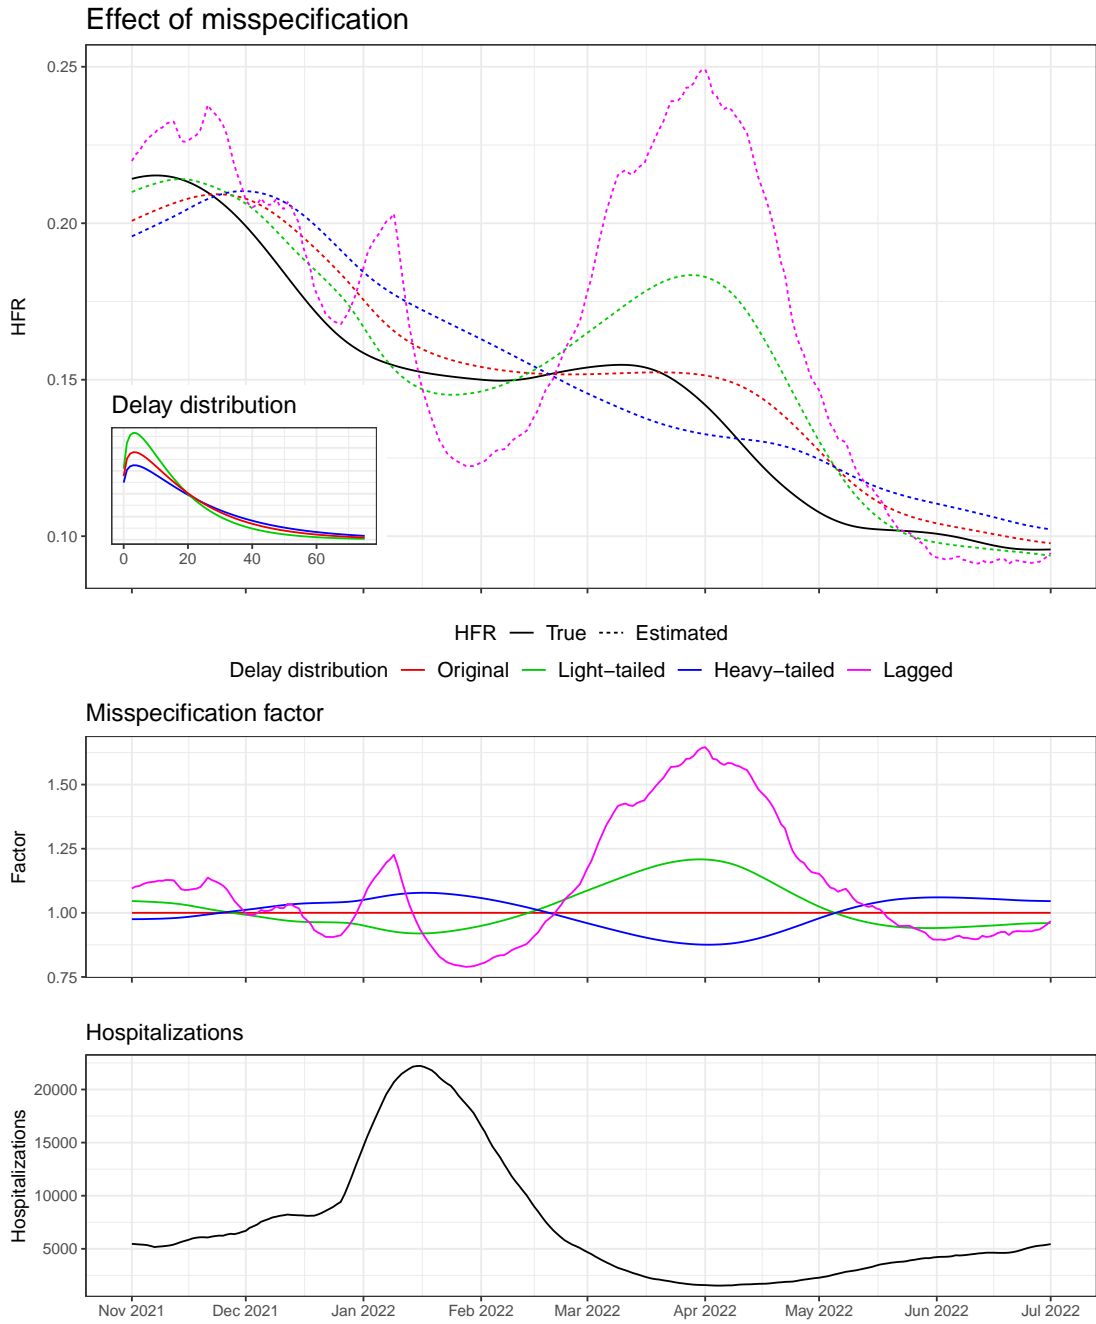 Effect of misspecification
0.25
0.20
0.15
0.10
HFR
Delay distribution
0 20 40 60
HFR True Estimated
Delay distribution Original Light−tailed Heavy−tailed Lagged
Misspecification factor
1.50
1.25
1.00
0.75
Factor
Hospitalizations
20000
15000
10000
5000
Hospitalizations
Nov 2021 Dec 2021 Jan 2022 Feb 2022 Mar 2022 Apr 2022 May 2022 Jun 2022 Jul 2022